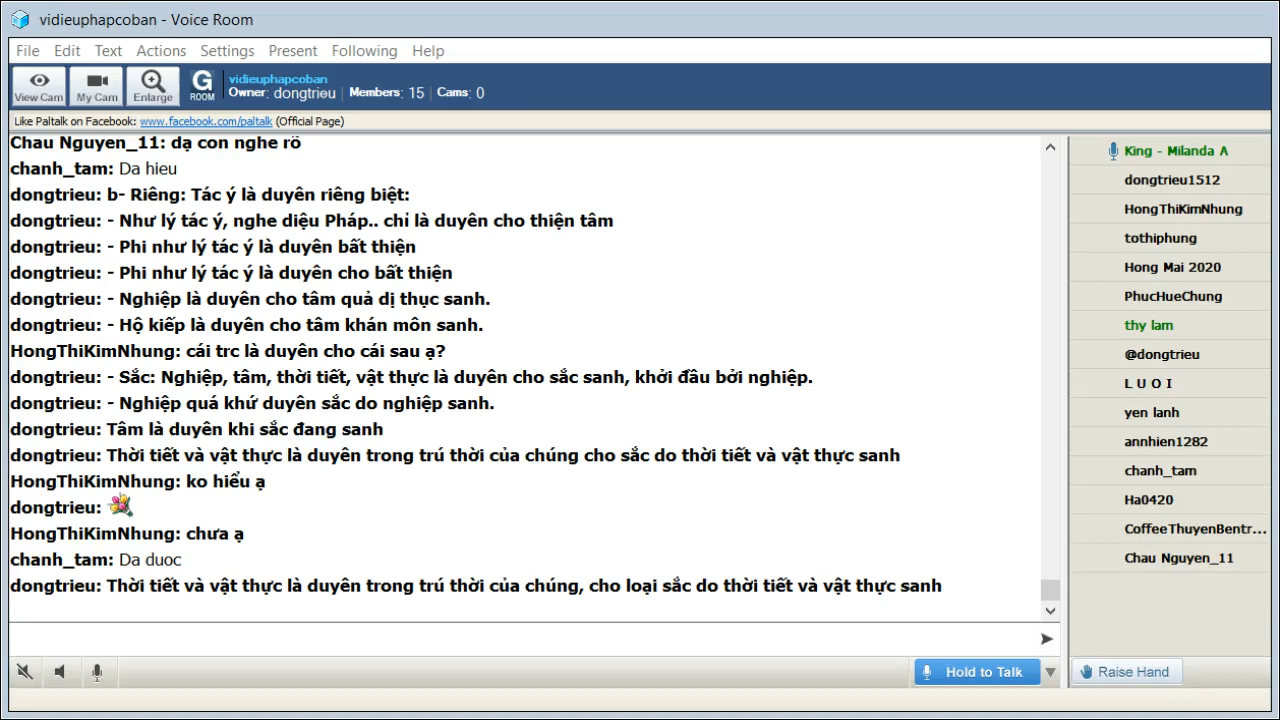 vidieuphapcoban - Voice Room
File Edit Text Actions Settings Present Following Help
View Cam My Cam Enlarge G ROOM
vidieuphapcoban
Owner: dongtrieu | Members: 15 | Cams: 0
Like Paltalk on Facebook: www.facebook.com/paltalk (Official Page)
Chau Nguyen_11: dạ con nghe rõ
chanh_tam: Da hieu
dongtrieu: b- Riêng: Tác ý là duyên riêng biệt:
dongtrieu: - Như lý tác ý, nghe diệu Pháp.. chỉ là duyên cho thiện tâm
dongtrieu: - Phi như lý tác ý là duyên bất thiện
dongtrieu: - Phi như lý tác ý là duyên cho bất thiện
dongtrieu: - Nghiệp là duyên cho tâm quả dị thục sanh.
dongtrieu: - Hộ kiếp là duyên cho tâm khán môn sanh.
HongThiKimNhung: cái trc là duyên cho cái sau ạ?
dongtrieu: - Sắc: Nghiệp, tâm, thời tiết, vật thực là duyên cho sắc sanh, khởi đầu bởi nghiệp.
dongtrieu: - Nghiệp quá khứ duyên sắc do nghiệp sanh.
dongtrieu: Tâm là duyên khi sắc đang sanh
dongtrieu: Thời tiết và vật thực là duyên trong trú thời của chúng cho sắc do thời tiết và vật thực sanh
HongThiKimNhung: ko hiểu ạ
dongtrieu:
HongThiKimNhung: chưa ạ
chanh_tam: Da duoc
dongtrieu: Thời tiết và vật thực là duyên trong trú thời của chúng, cho loại sắc do thời tiết và vật thực sanh
King - Milanda A
dongtrieu1512
HongThiKimNhung
tothiphung
Hong Mai 2020
PhucHueChung
thy lam
@dongtrieu
L U O I
yen lanh
annhien1282
chanh_tam
Ha0420
CoffeeThuyenBentr...
Chau Nguyen_11
Hold to Talk
Raise Hand